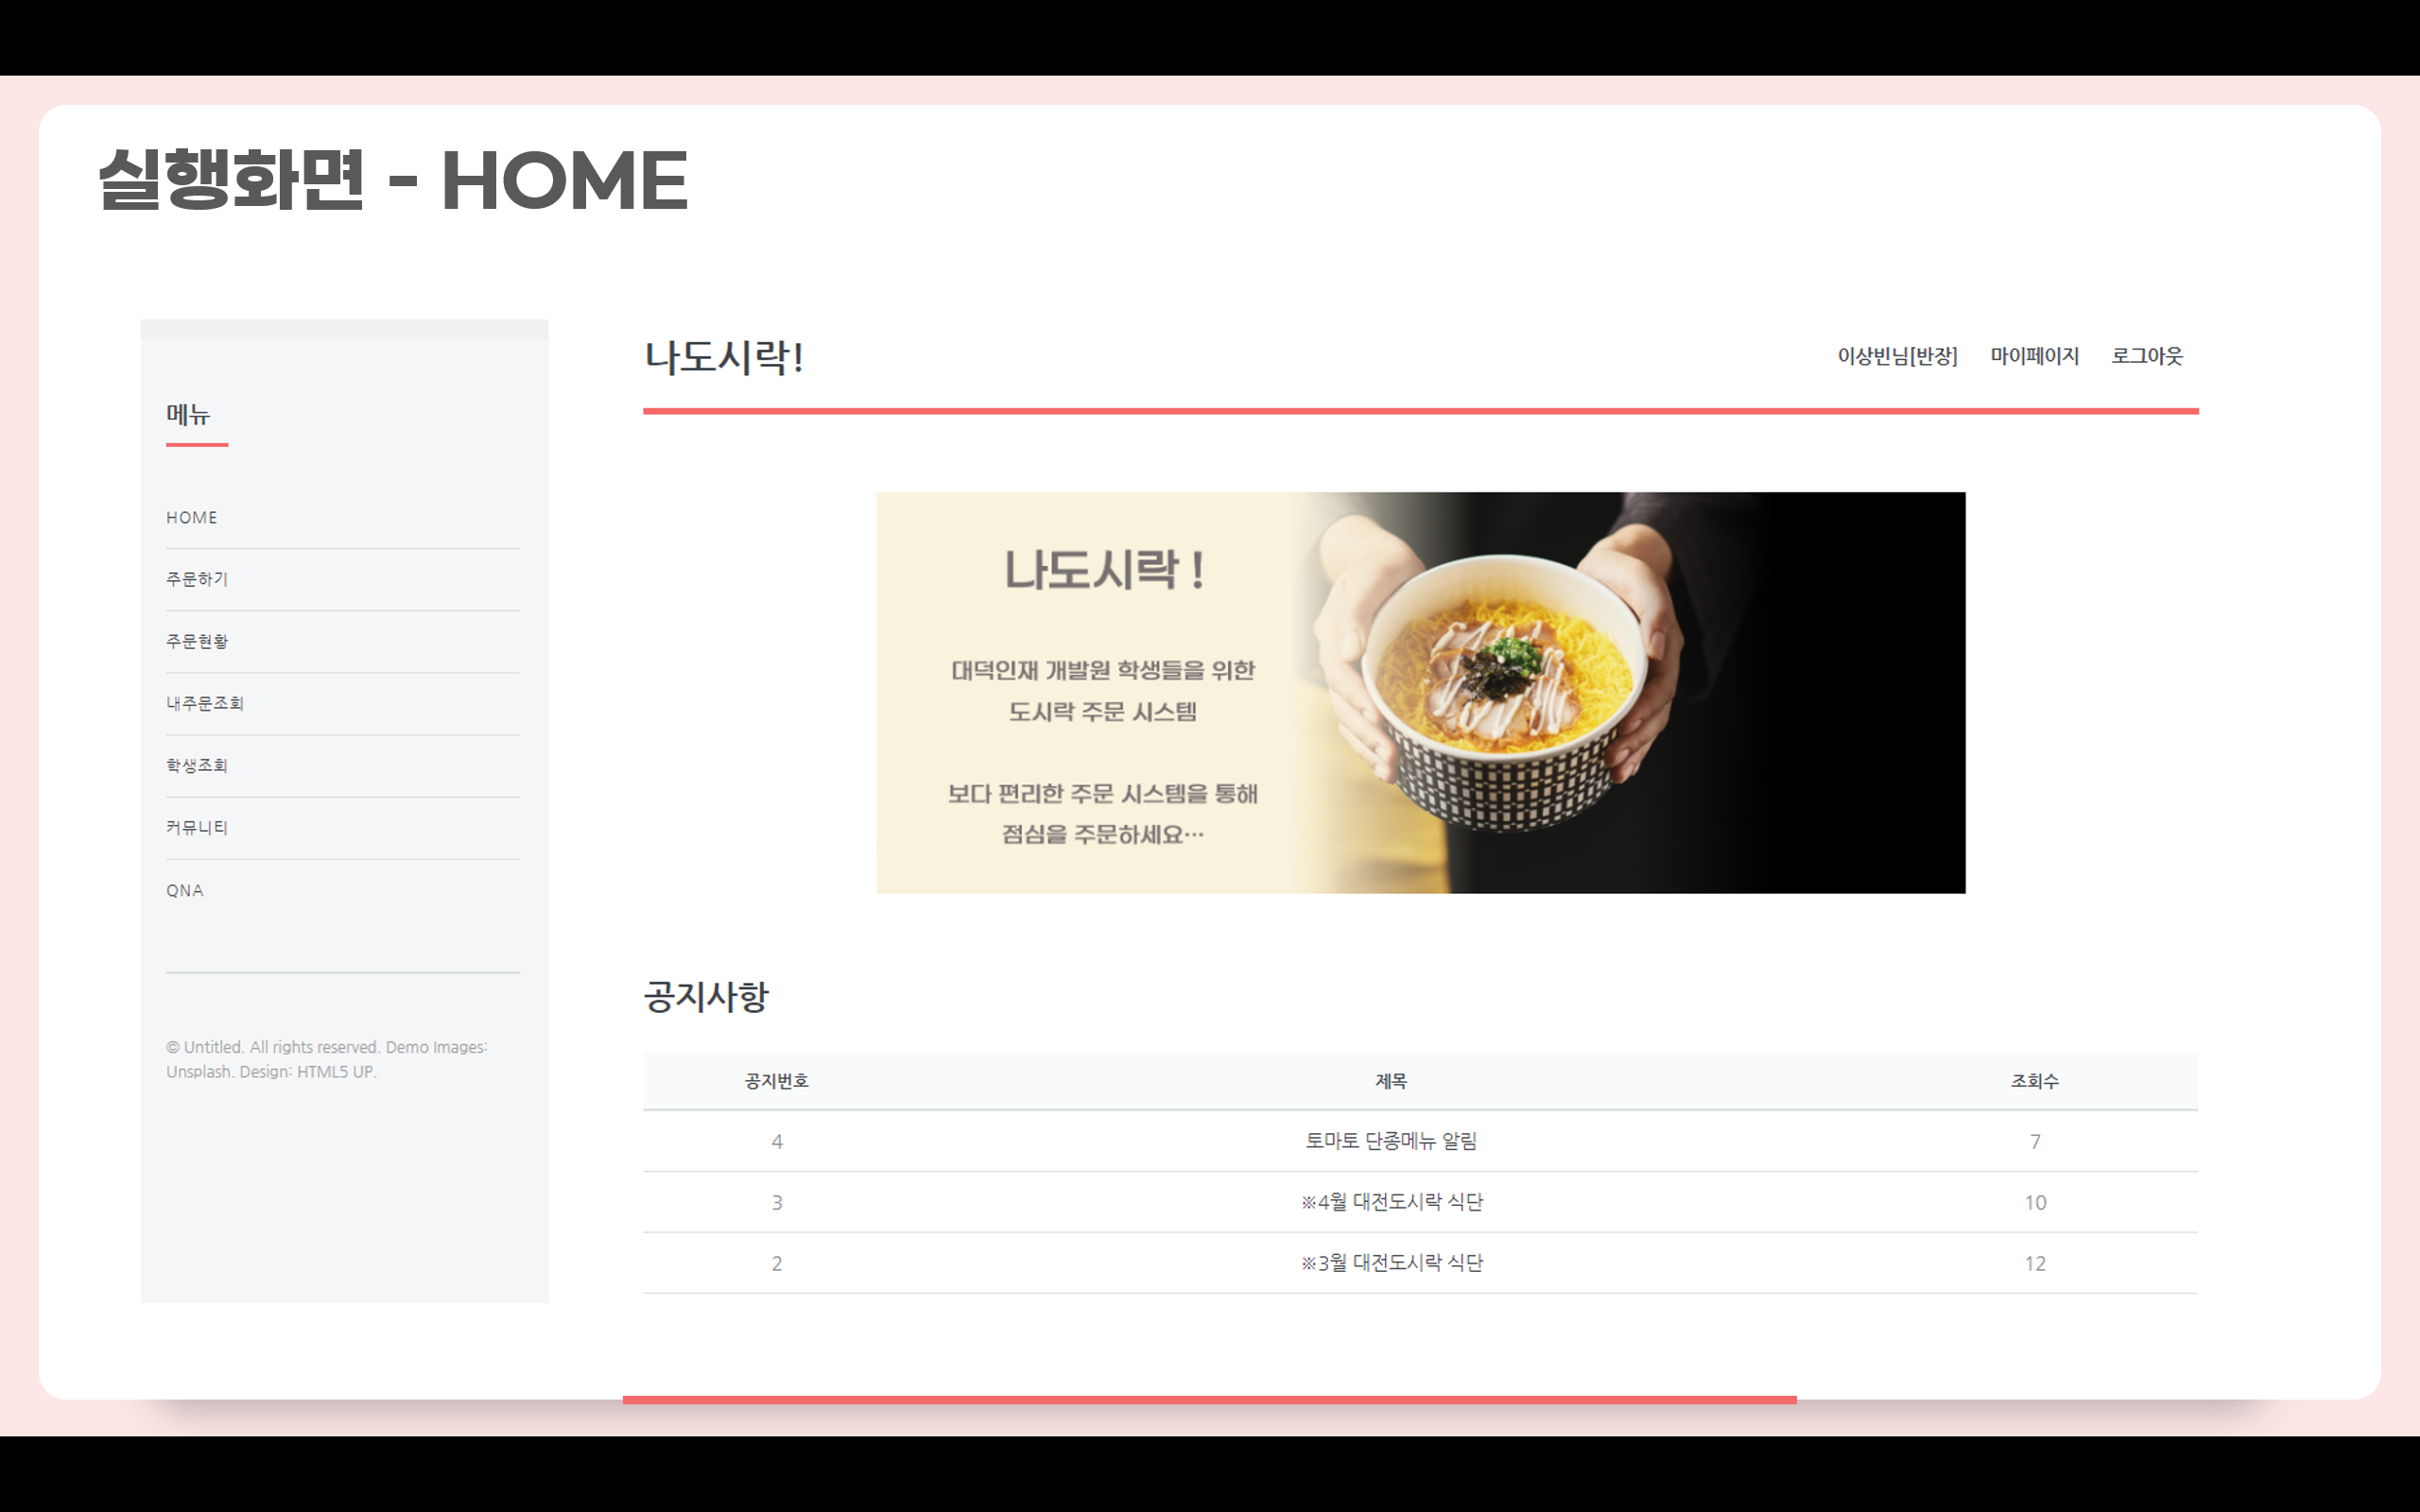 실행화면 - HOME
메뉴
HOME
주문하기
주문현황
내주문조회
학생조회
커뮤니티
QNA
© Untitled. All rights reserved. Demo Images:
Unsplash. Design: HTML5 UP.
나도시락!
이상빈님[반장] 마이페이지 로그아웃
나도시락 !
대덕인재 개발원 학생들을 위한
도시락 주문 시스템
보다 편리한 주문 시스템을 통해
점심을 주문하세요…
공지사항
공지번호 제목 조회수
4 토마토 단종메뉴 알림 7
3 ※4월 대전도시락 식단 10
2 ※3월 대전도시락 식단 12